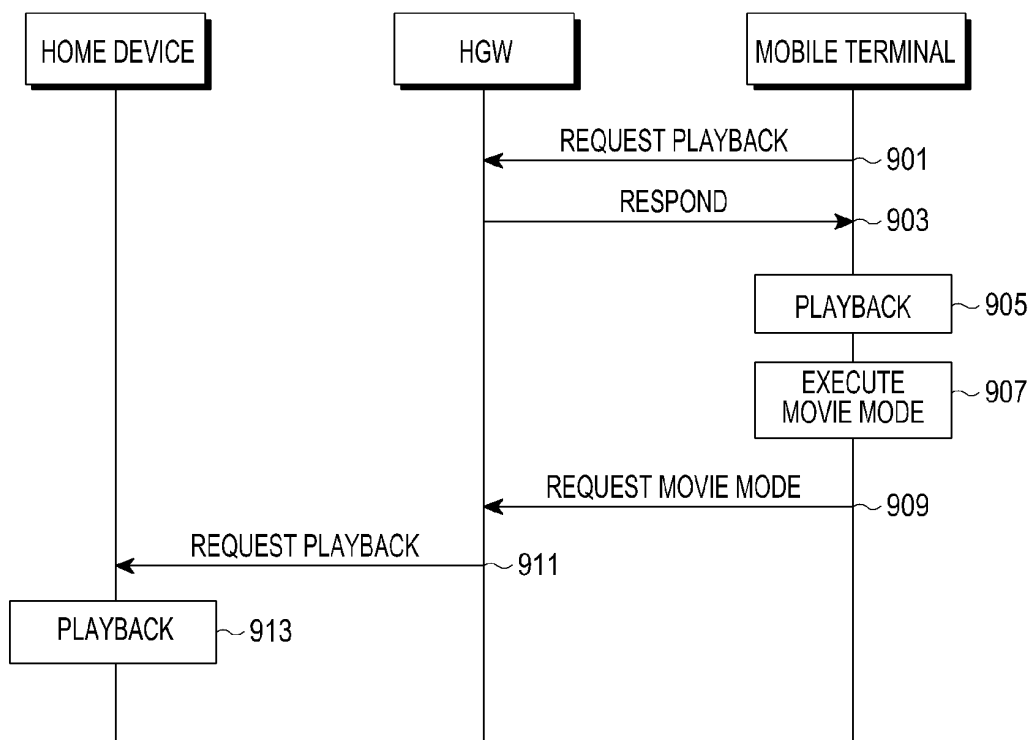 HOME DEVICE
HGW
MOBILE TERMINAL
REQUEST PLAYBACK
901
RESPOND
903
PLAYBACK
905
EXECUTE
MOVIE MODE
907
REQUEST MOVIE MODE
909
REQUEST PLAYBACK
911
PLAYBACK
913